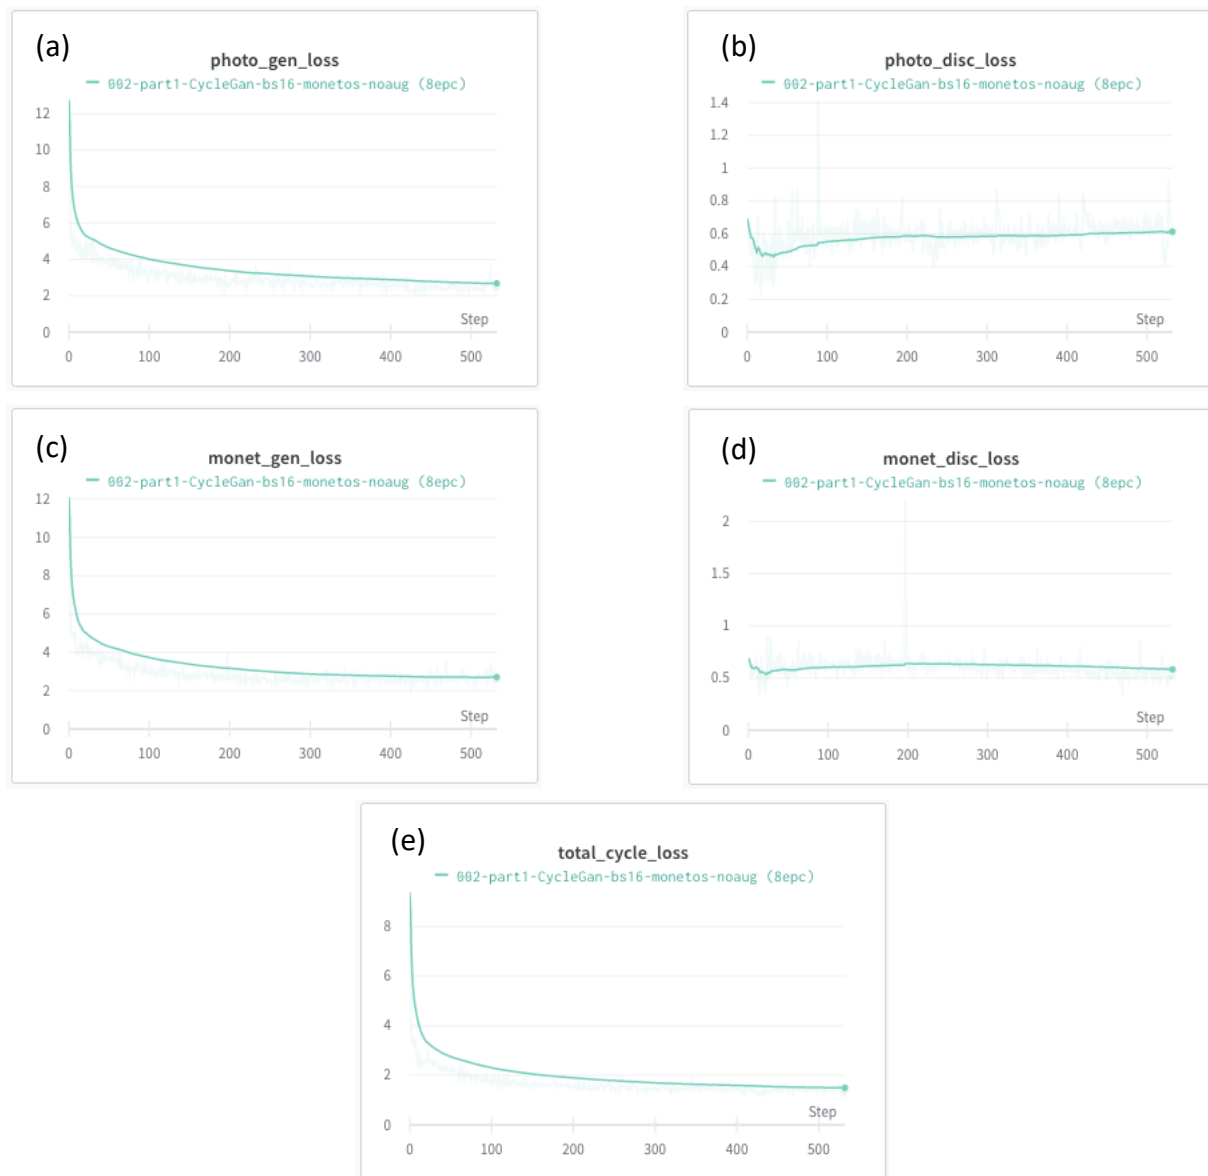 (a)
photo_gen_loss
002-part1-CycleGan-bs16-monetos-noaug (8epc)
12
10
8
6
4
2
0
Step
0 100 200 300 400 500
(b)
photo_disc_loss
002-part1-CycleGan-bs16-monetos-noaug (8epc)
1.4
1.2
1
0.8
0.6
0.4
0.2
0
Step
0 100 200 300 400 500
(c)
monet_gen_loss
002-part1-CycleGan-bs16-monetos-noaug (8epc)
12
10
8
6
4
2
0
Step
0 100 200 300 400 500
(d)
monet_disc_loss
002-part1-CycleGan-bs16-monetos-noaug (8epc)
2
1.5
1
0.5
0
Step
0 100 200 300 400 500
(e)
total_cycle_loss
002-part1-CycleGan-bs16-monetos-noaug (8epc)
8
6
4
2
0
Step
0 100 200 300 400 500